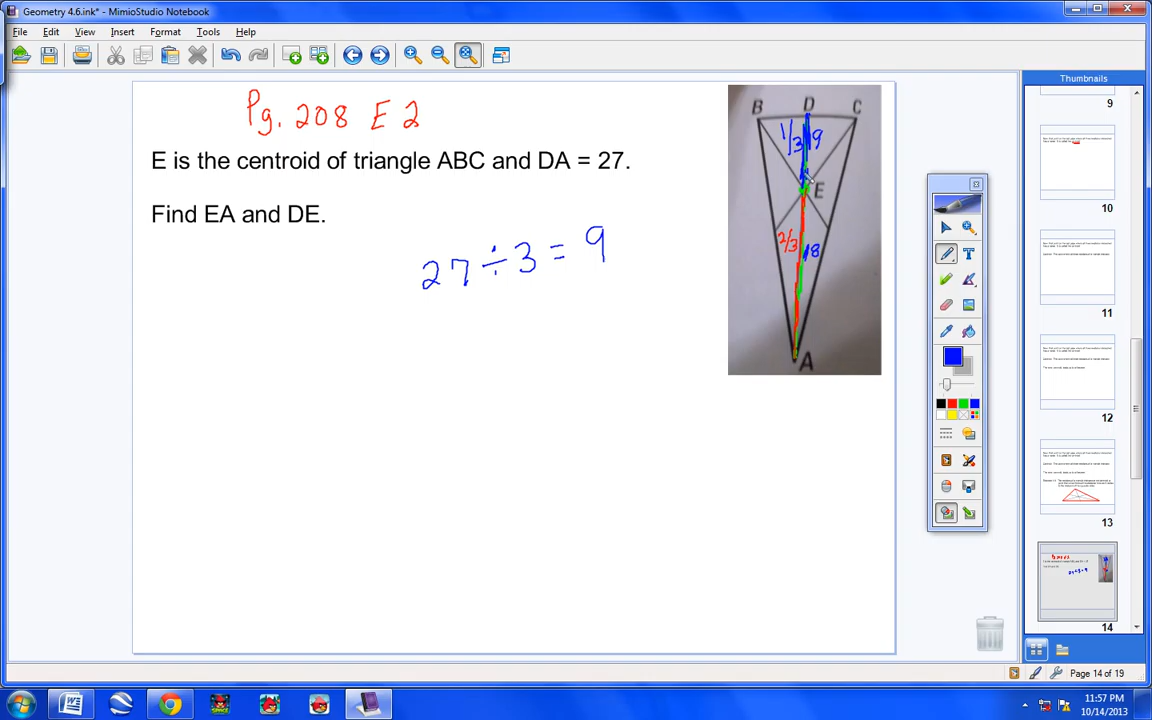 Geometry 4.6.ink* - MimioStudio Notebook
File Edit View Insert Format Tools Help
Thumbnails
Pg. 208 E 2
E is the centroid of triangle ABC and DA = 27.
Find EA and DE.
27 ÷ 3 = 9
B D C
1/3 9
E
2/3 18
A
9
10
11
12
13
14
Page 14 of 19
11:57 PM
10/14/2013